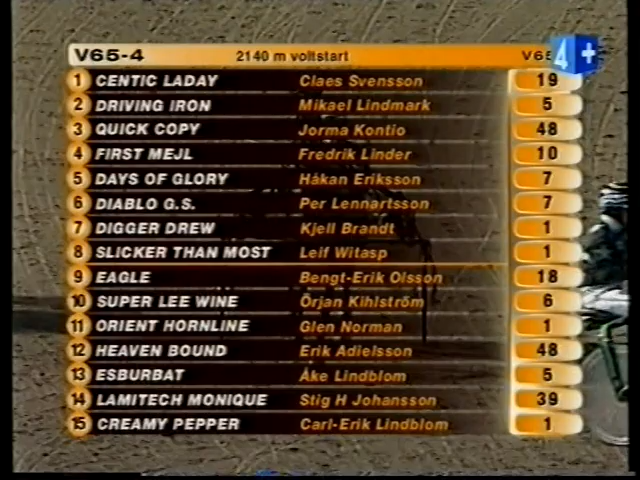 V65-4 2140 m voltstart V65
4+
1 CENTIC LADAY Claes Svensson 19
2 DRIVING IRON Mikael Lindmark 5
3 QUICK COPY Jorma Kontio 48
4 FIRST MEJL Fredrik Linder 10
5 DAYS OF GLORY Håkan Eriksson 7
6 DIABLO G.S. Per Lennartsson 7
7 DIGGER DREW Kjell Brandt 1
8 SLICKER THAN MOST Leif Witasp 1
9 EAGLE Bengt-Erik Olsson 18
10 SUPER LEE WINE Örjan Kihlström 6
11 ORIENT HORNLINE Glen Norman 1
12 HEAVEN BOUND Erik Adielsson 48
13 ESBURBAT Åke Lindblom 5
14 LAMITECH MONIQUE Stig H Johansson 39
15 CREAMY PEPPER Carl-Erik Lindblom 1